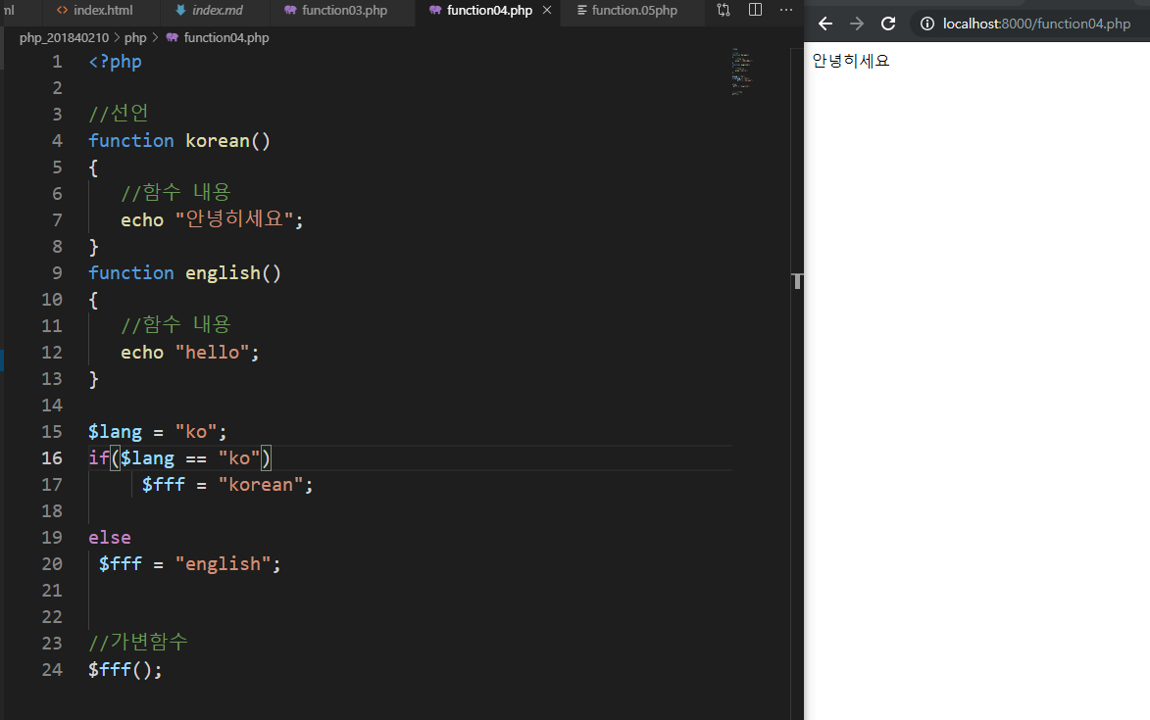 ml index.html index.md function03.php function04.php function.05php
php_201840210 > php > function04.php
1 <?php
2
3 //선언
4 function korean()
5 {
6 //함수 내용
7 echo "안녕히세요";
8 }
9 function english()
10 {
11 //함수 내용
12 echo "hello";
13 }
14
15 $lang = "ko";
16 if($lang == "ko")
17 $fff = "korean";
18
19 else
20 $fff = "english";
21
22
23 //가변함수
24 $fff();
localhost:8000/function04.php
안녕히세요